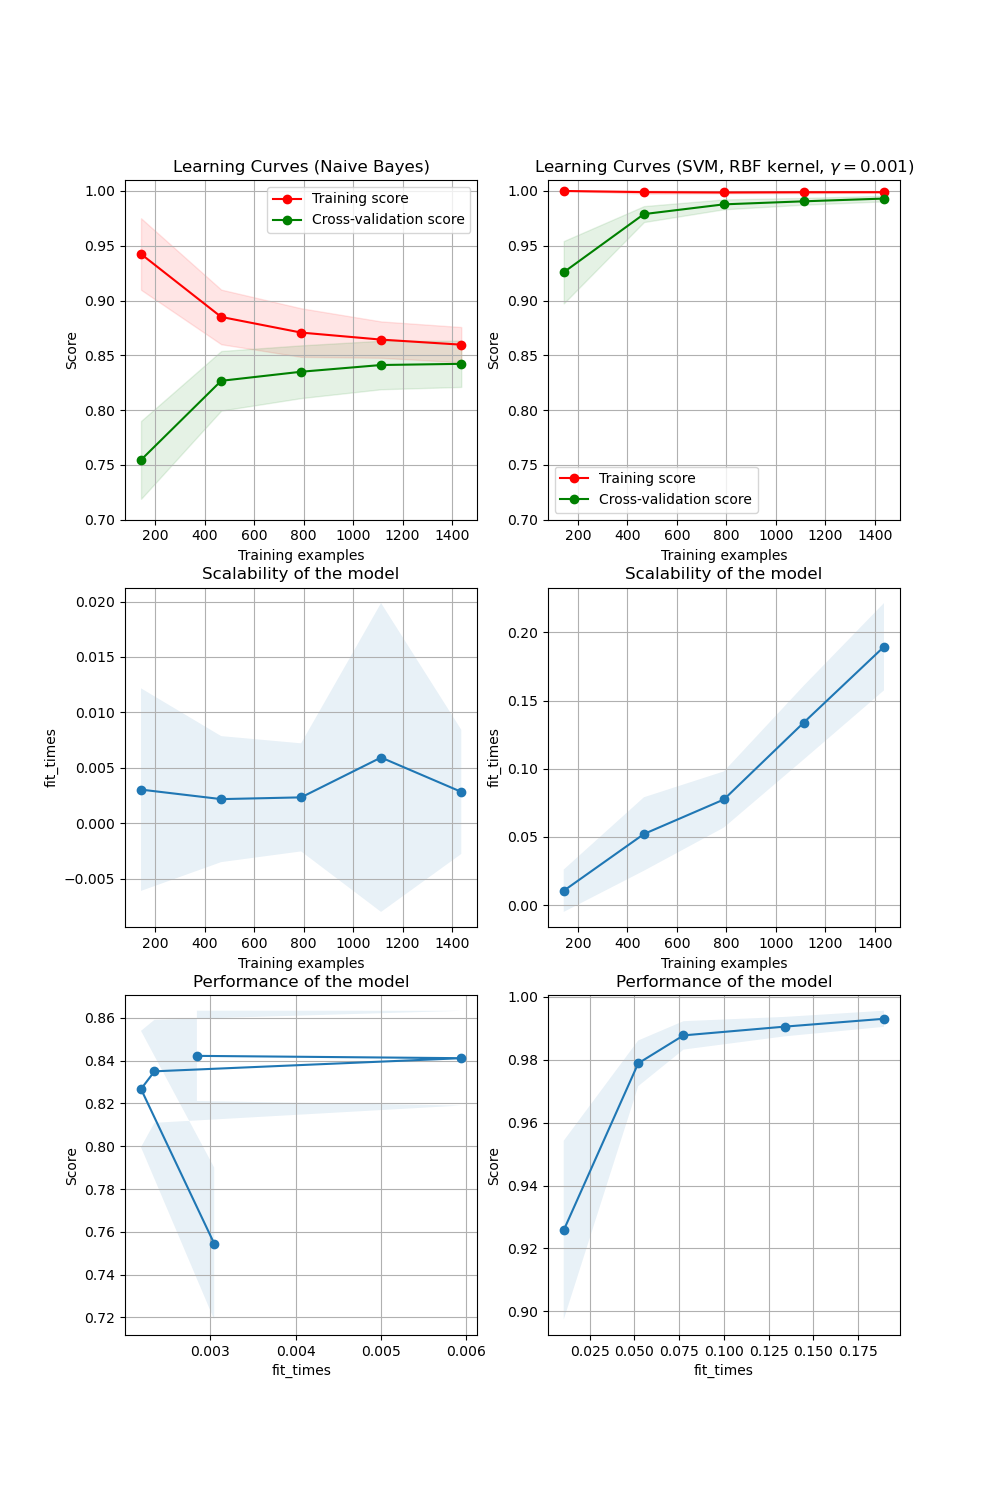 Learning Curves (Naive Bayes)
1.00
0.95
0.90
0.85
0.80
0.75
0.70
Score
Training score
Cross-validation score
200 400 600 800 1000 1200 1400
Training examples
Learning Curves (SVM, RBF kernel, γ = 0.001)
1.00
0.95
0.90
0.85
0.80
0.75
0.70
Score
Training score
Cross-validation score
200 400 600 800 1000 1200 1400
Training examples
Scalability of the model
0.020
0.015
0.010
0.005
0.000
−0.005
fit_times
200 400 600 800 1000 1200 1400
Training examples
Scalability of the model
0.20
0.15
0.10
0.05
0.00
fit_times
200 400 600 800 1000 1200 1400
Training examples
Performance of the model
0.86
0.84
0.82
0.80
0.78
0.76
0.74
0.72
Score
0.003 0.004 0.005 0.006
fit_times
Performance of the model
1.00
0.98
0.96
0.94
0.92
0.90
Score
0.025 0.050 0.075 0.100 0.125 0.150 0.175
fit_times